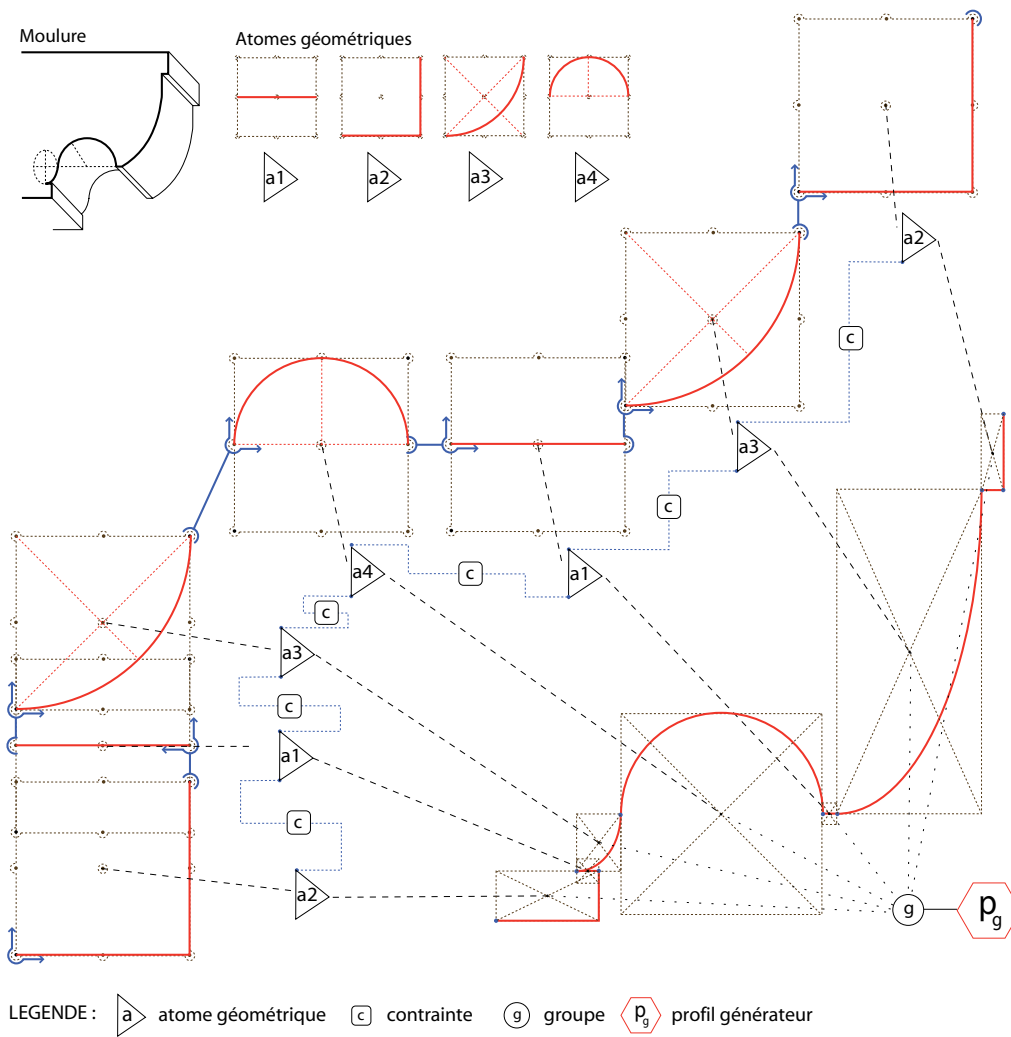 Moulure
Atomes géométriques
a1
a2
a3
a4
a2
c
a3
c
a4
c
a1
c
a3
c
a1
c
a2
g
pg
LEGENDE :
a
atome géométrique
c
contrainte
g
groupe
pg
profil générateur